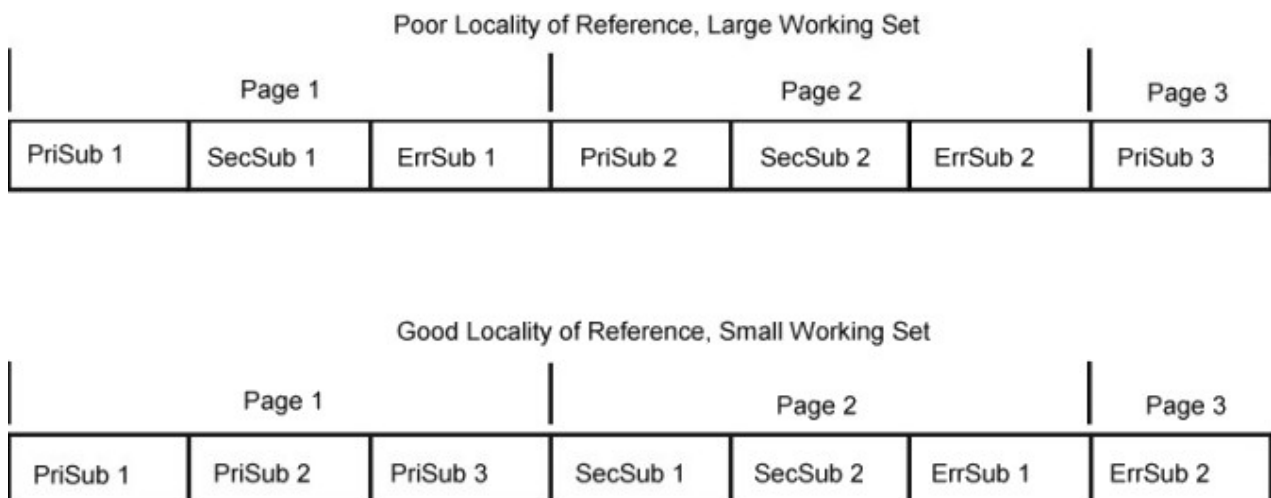 Poor Locality of Reference, Large Working Set
Page 1 Page 2 Page 3
PriSub 1 SecSub 1 ErrSub 1 PriSub 2 SecSub 2 ErrSub 2 PriSub 3
Good Locality of Reference, Small Working Set
Page 1 Page 2 Page 3
PriSub 1 PriSub 2 PriSub 3 SecSub 1 SecSub 2 ErrSub 1 ErrSub 2